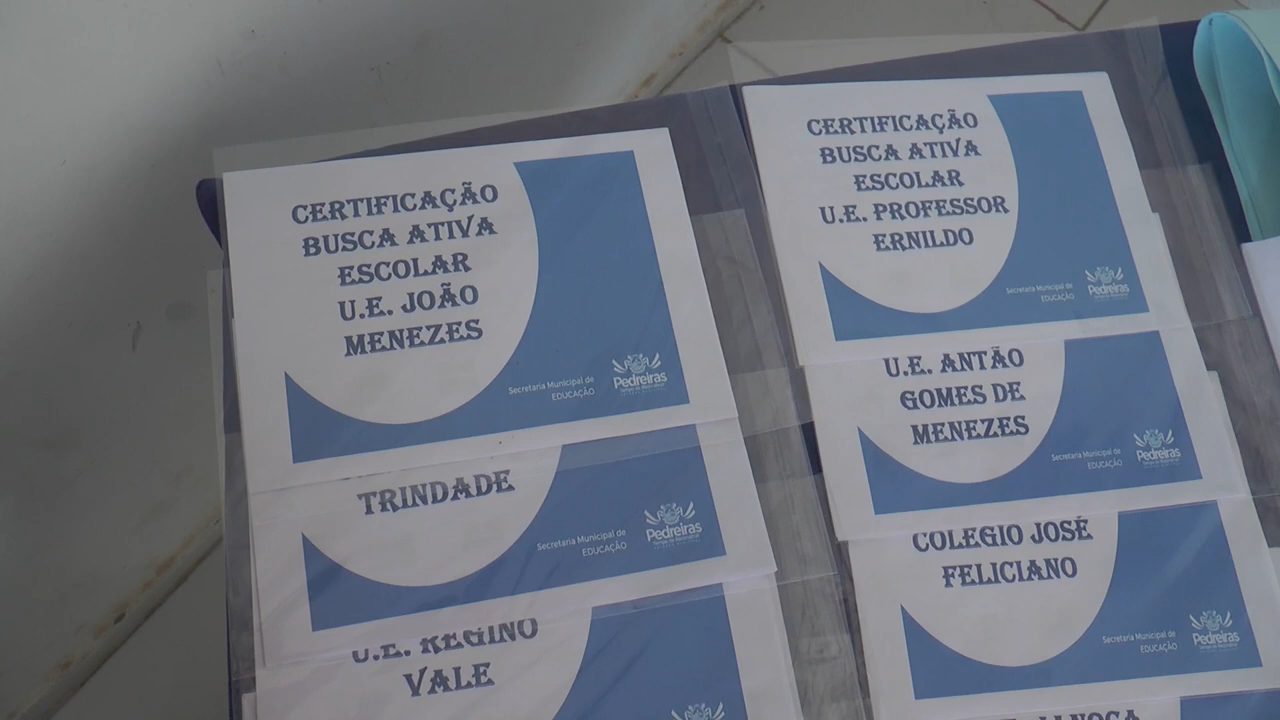 CERTIFICAÇÃO
BUSCA ATIVA
ESCOLAR
U.E. JOÃO
MENEZES
Secretaria Municipal de
EDUCAÇÃO
Pedreiras
TRINDADE
Secretaria Municipal de
EDUCAÇÃO
Pedreiras
U.E. REGINO
VALE
CERTIFICAÇÃO
BUSCA ATIVA
ESCOLAR
U.E. PROFESSOR
ERNILDO
Secretaria Municipal de
EDUCAÇÃO
Pedreiras
U.E. ANTÃO
GOMES DE
MENEZES
Secretaria Municipal de
EDUCAÇÃO
Pedreiras
COLEGIO JOSÉ
FELICIANO
Secretaria Municipal de
EDUCAÇÃO
Pedreiras